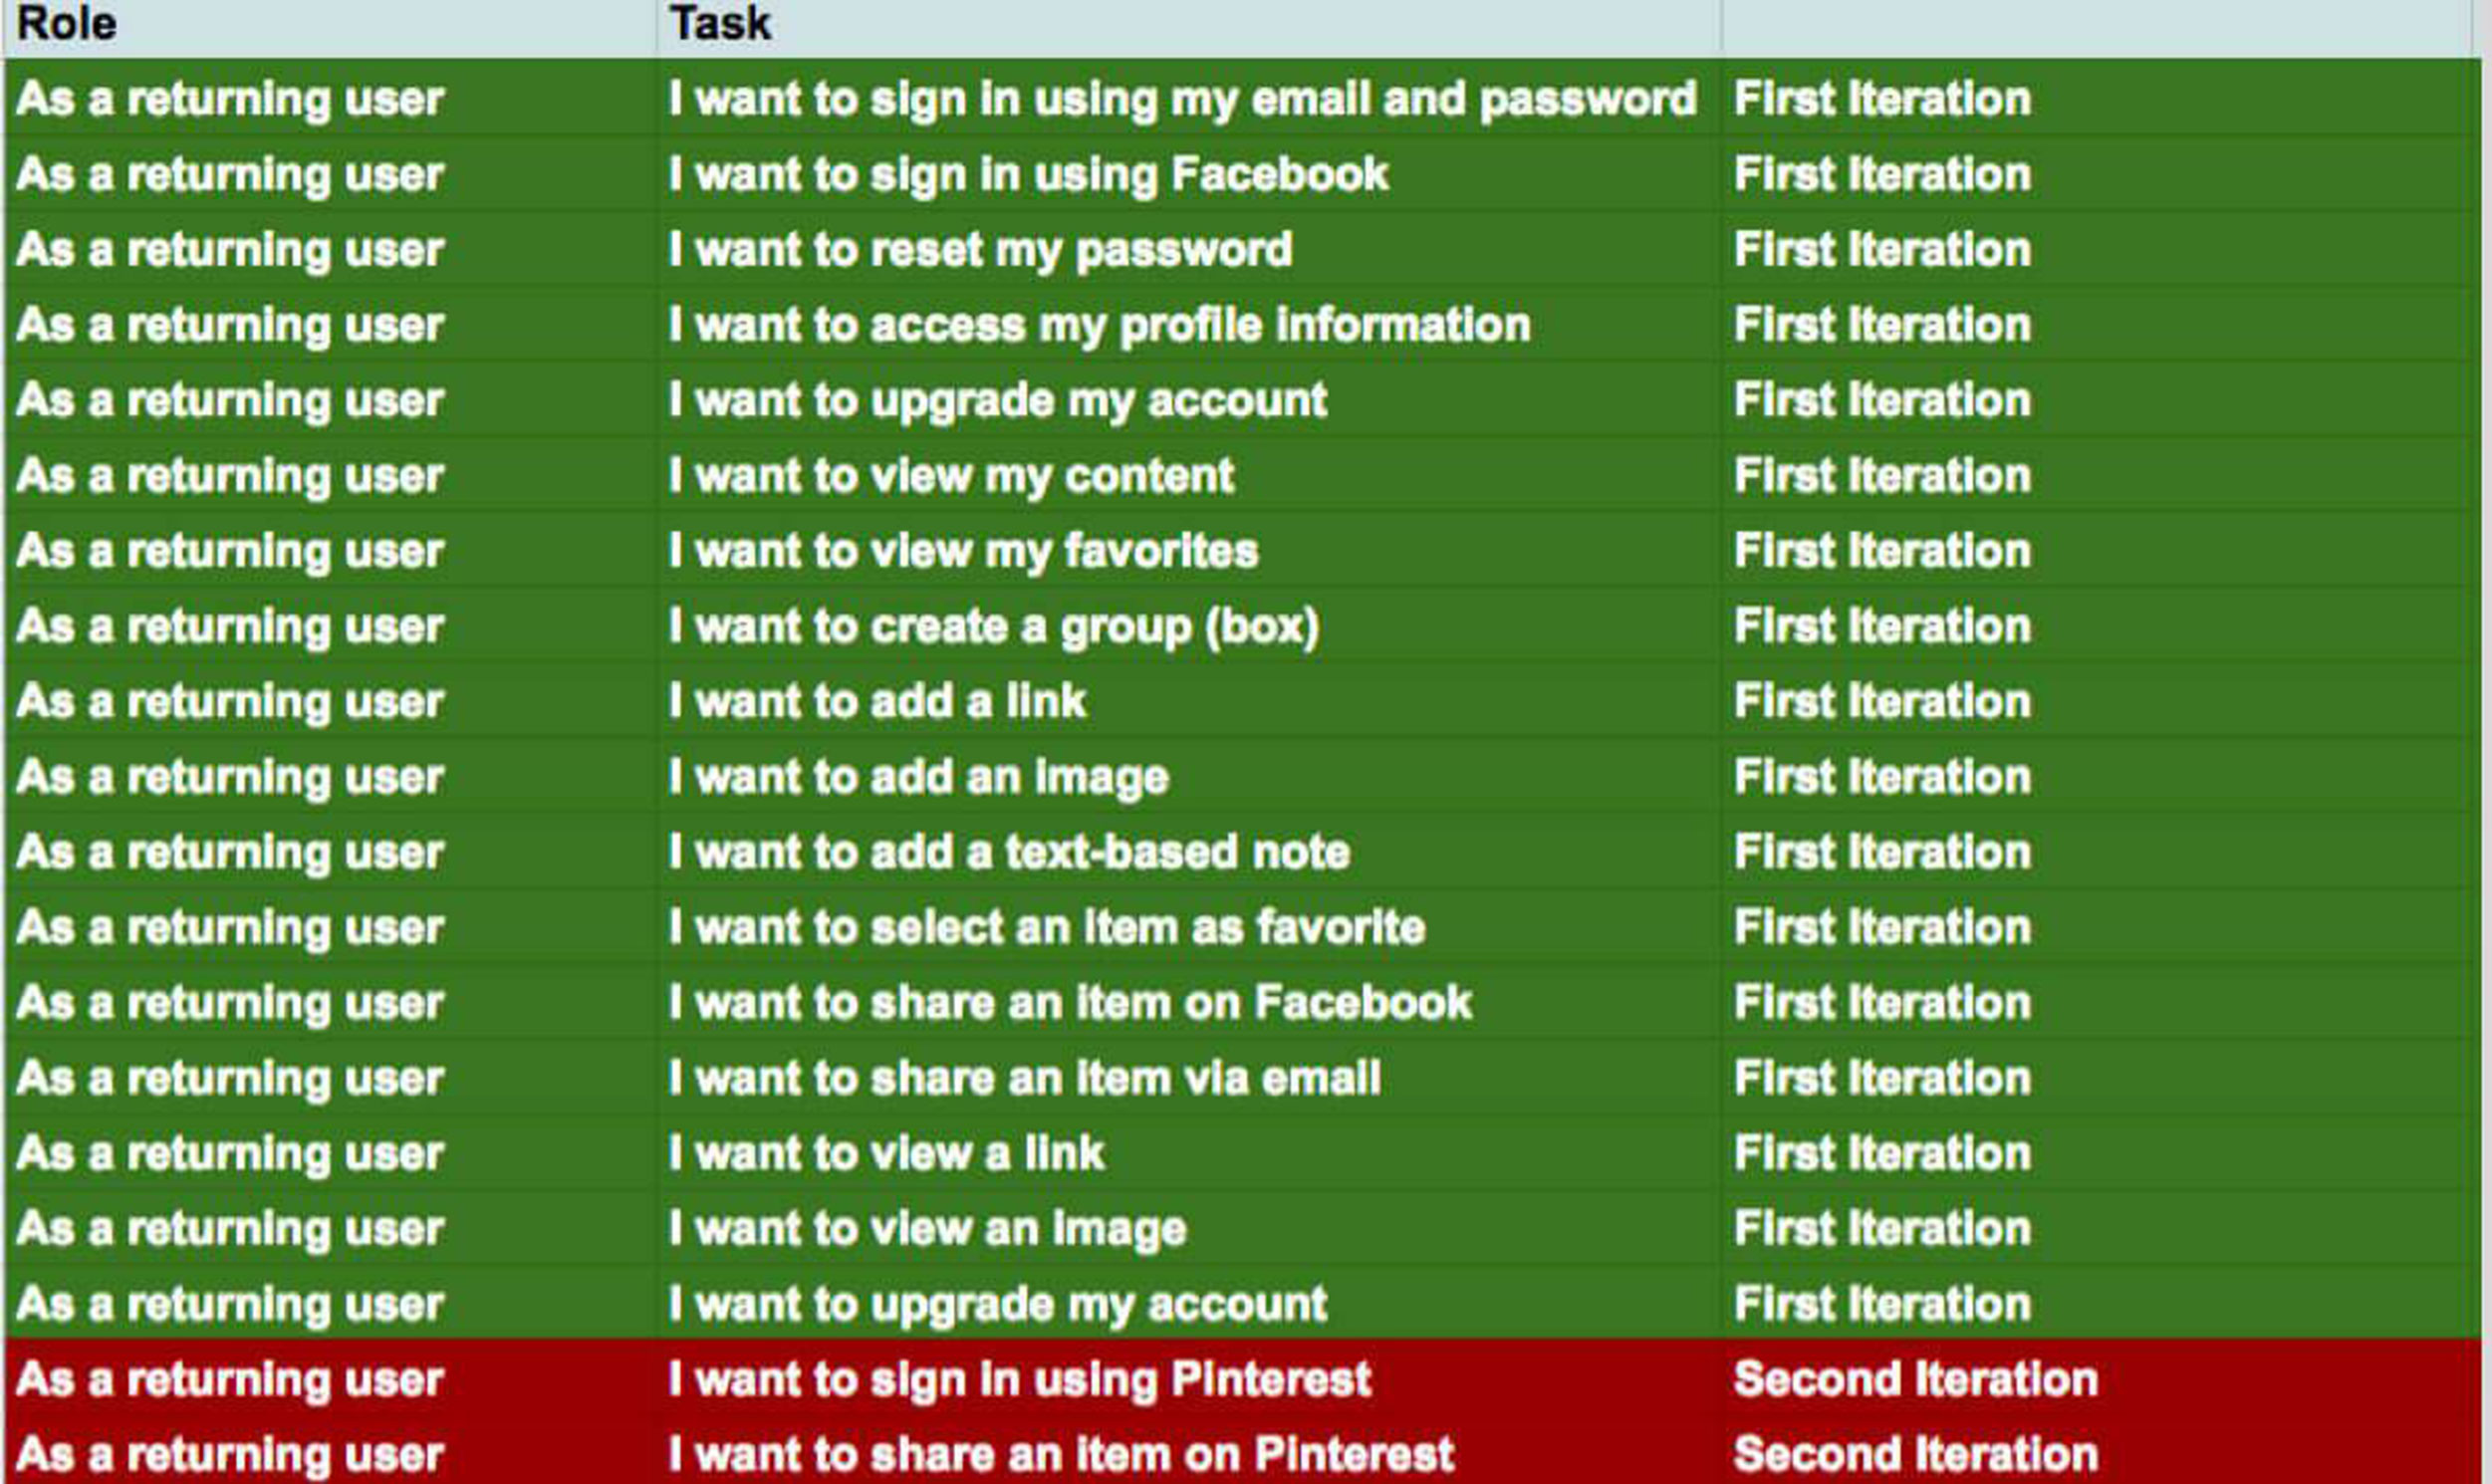 Role Task
As a returning user I want to sign in using my email and password First Iteration
As a returning user I want to sign in using Facebook First Iteration
As a returning user I want to reset my password First Iteration
As a returning user I want to access my profile information First Iteration
As a returning user I want to upgrade my account First Iteration
As a returning user I want to view my content First Iteration
As a returning user I want to view my favorites First Iteration
As a returning user I want to create a group (box) First Iteration
As a returning user I want to add a link First Iteration
As a returning user I want to add an image First Iteration
As a returning user I want to add a text-based note First Iteration
As a returning user I want to select an item as favorite First Iteration
As a returning user I want to share an item on Facebook First Iteration
As a returning user I want to share an item via email First Iteration
As a returning user I want to view a link First Iteration
As a returning user I want to view an image First Iteration
As a returning user I want to upgrade my account First Iteration
As a returning user I want to sign in using Pinterest Second Iteration
As a returning user I want to share an item on Pinterest Second Iteration